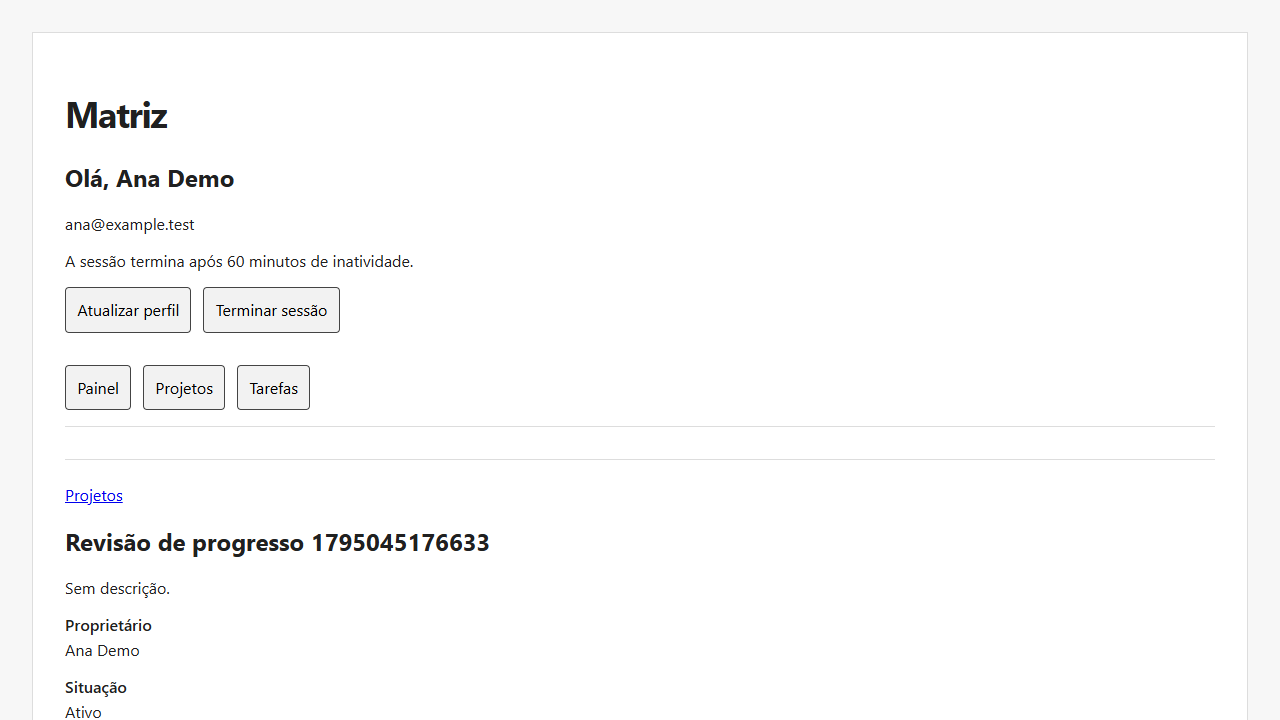 Matriz
Olá, Ana Demo
ana@example.test
A sessão termina após 60 minutos de inatividade.
Atualizar perfil
Terminar sessão
Painel
Projetos
Tarefas
Projetos
Revisão de progresso 1795045176633
Sem descrição.
Proprietário
Ana Demo
Situação
Ativo